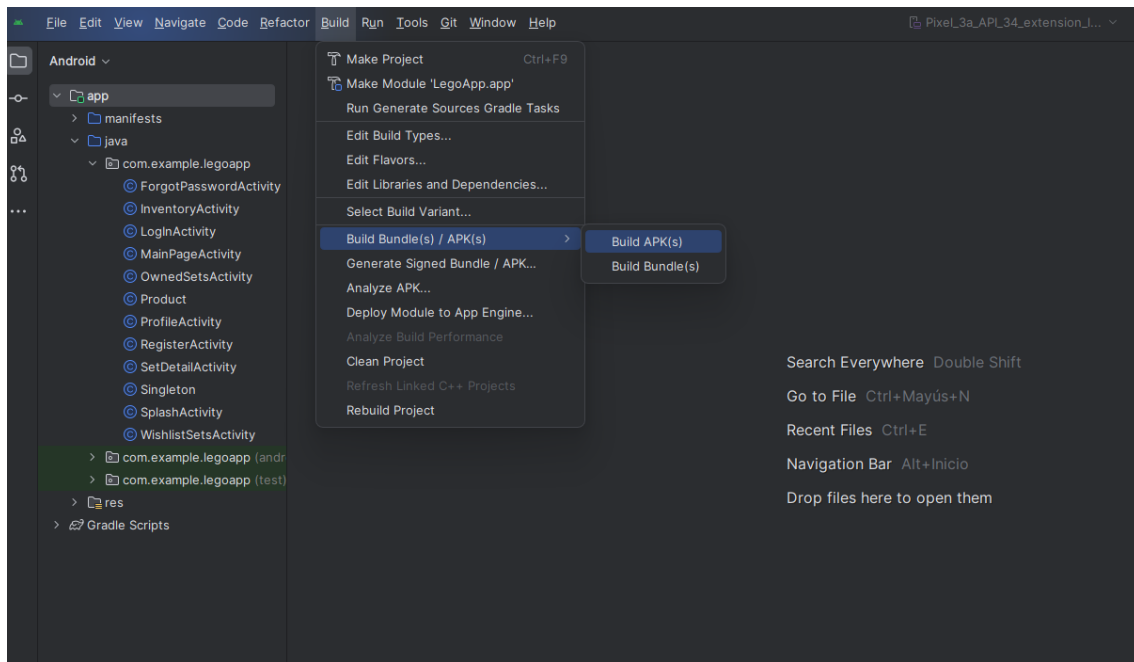 File Edit View Navigate Code Refactor Build Run Tools Git Window Help
Pixel_3a_API_34_extension_l...
Android
app
manifests
java
com.example.legoapp
ForgotPasswordActivity
InventoryActivity
LogInActivity
MainPageActivity
OwnedSetsActivity
Product
ProfileActivity
RegisterActivity
SetDetailActivity
Singleton
SplashActivity
WishlistSetsActivity
com.example.legoapp (andr
com.example.legoapp (test)
res
Gradle Scripts
Make Project Ctrl+F9
Make Module 'LegoApp.app'
Run Generate Sources Gradle Tasks
Edit Build Types...
Edit Flavors...
Edit Libraries and Dependencies...
Select Build Variant...
Build Bundle(s) / APK(s)
Generate Signed Bundle / APK...
Analyze APK...
Deploy Module to App Engine...
Analyze Build Performance
Clean Project
Refresh Linked C++ Projects
Rebuild Project
Build APK(s)
Build Bundle(s)
Search Everywhere Double Shift
Go to File Ctrl+Mayús+N
Recent Files Ctrl+E
Navigation Bar Alt+Inicio
Drop files here to open them